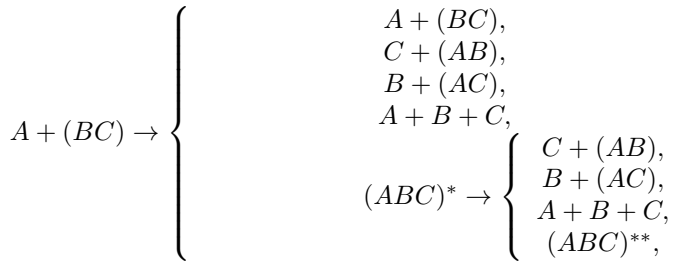 A + (BC) → {
A + (BC),
C + (AB),
B + (AC),
A + B + C,
(ABC)* → {
C + (AB),
B + (AC),
A + B + C,
(ABC)**,